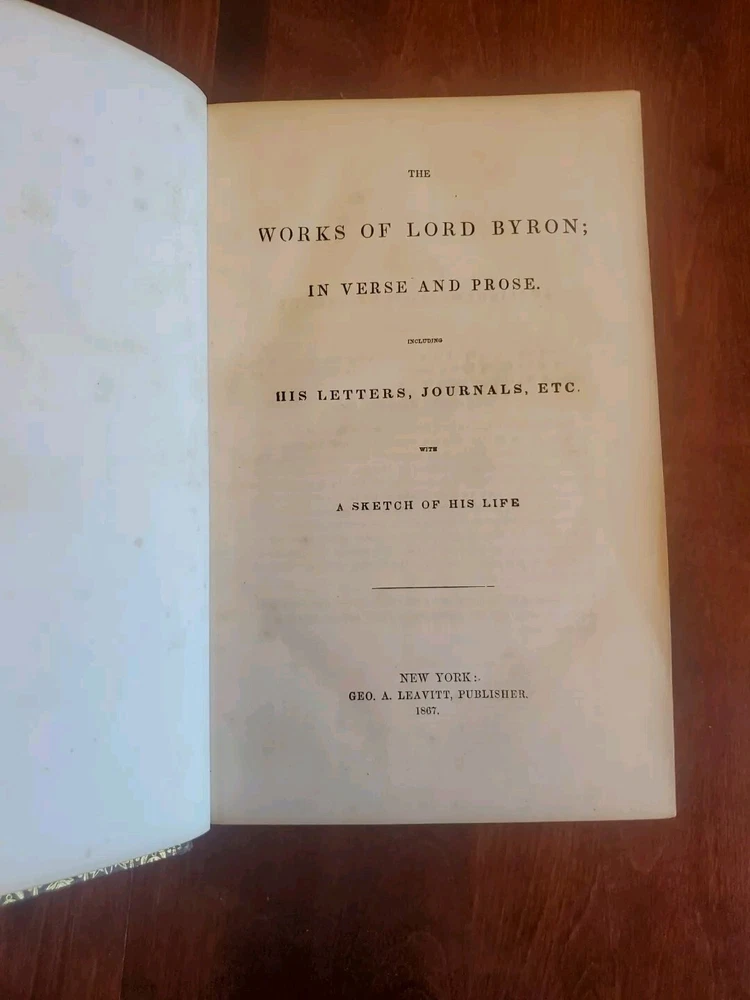 THE
WORKS OF LORD BYRON;
IN VERSE AND PROSE.
INCLUDING
HIS LETTERS, JOURNALS, ETC.
WITH
A SKETCH OF HIS LIFE
NEW YORK:
GEO. A. LEAVITT, PUBLISHER.
1867.